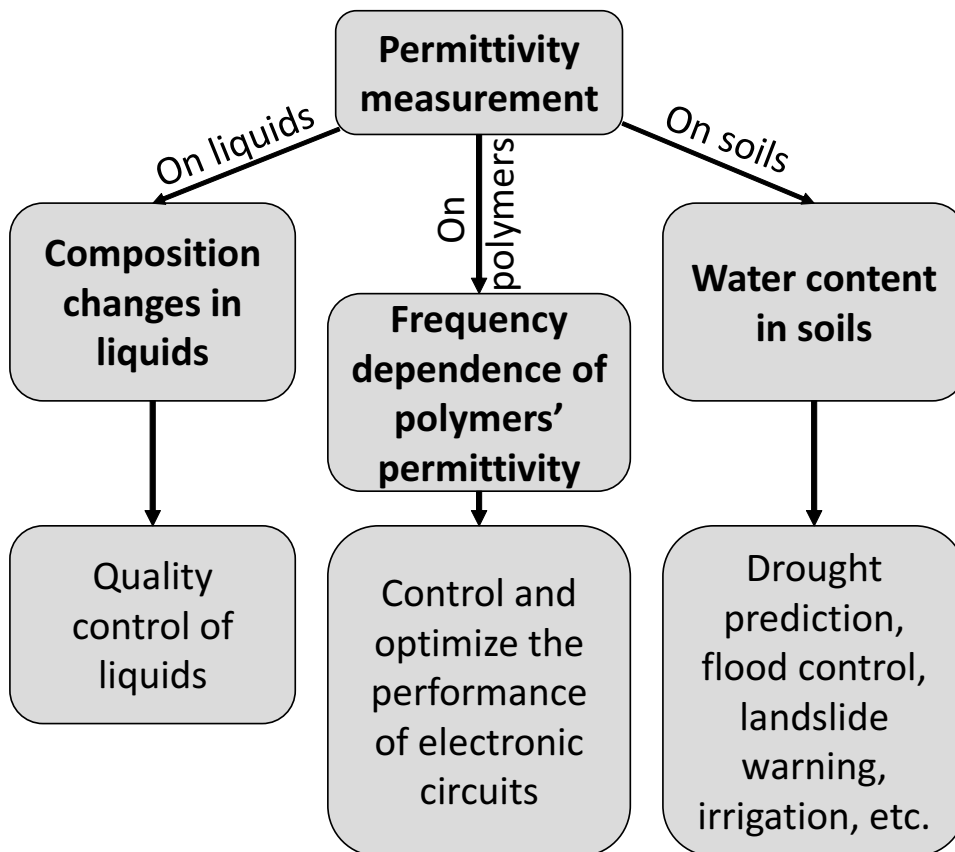 Permittivity
measurement
On liquids
On
polymers
On soils
Composition
changes in
liquids
Frequency
dependence of
polymers’
permittivity
Water content
in soils
Quality
control of
liquids
Control and
optimize the
performance
of electronic
circuits
Drought
prediction,
flood control,
landslide
warning,
irrigation, etc.